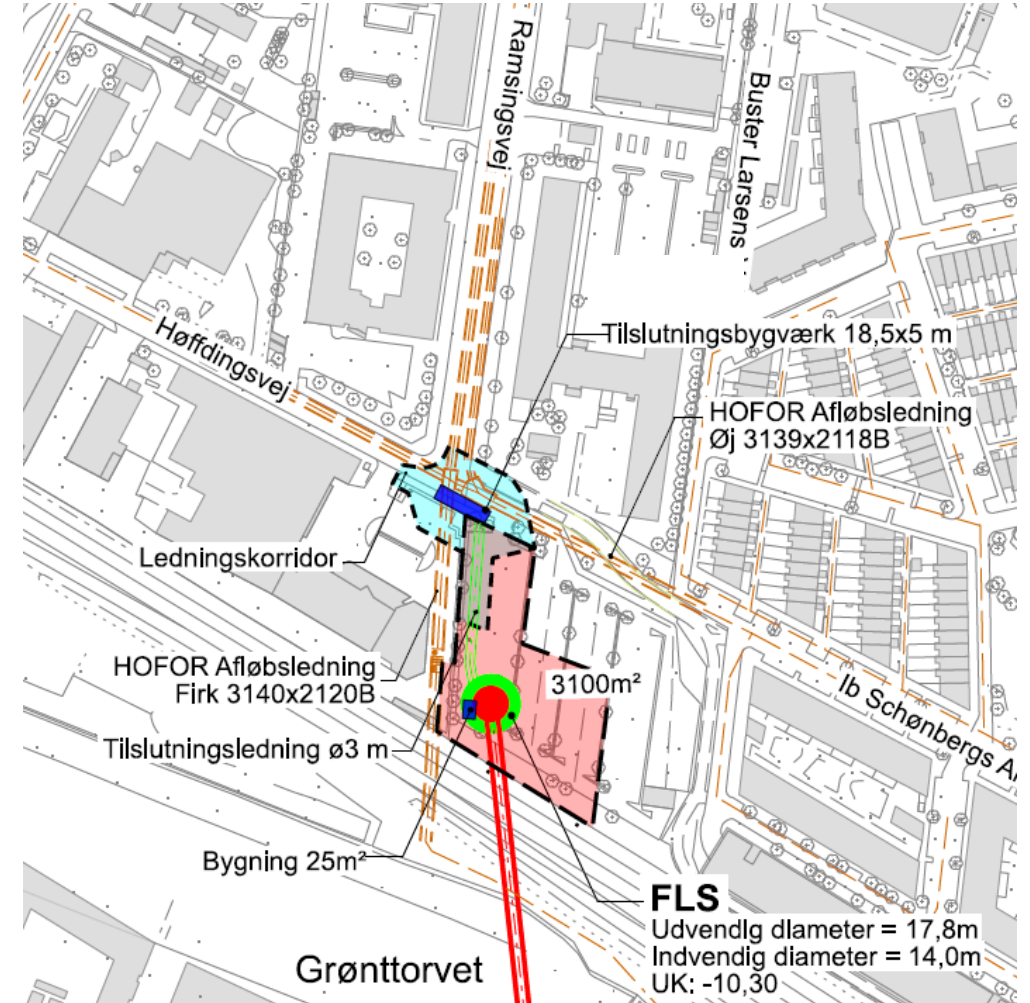 Ramsingsvej
Buster Larsens
Høffdingsvej
Tilslutningsbygværk 18,5x5 m
HOFOR Afløbsledning
Øj 3139x2118B
Ledningskorridor
HOFOR Afløbsledning
Firk 3140x2120B
3100m²
Ib Schønbergs A
Tilslutningsledning ø3 m
Bygning 25m²
FLS
Udvendig diameter = 17,8m
Indvendig diameter = 14,0m
UK: -10,30
Grønttorvet